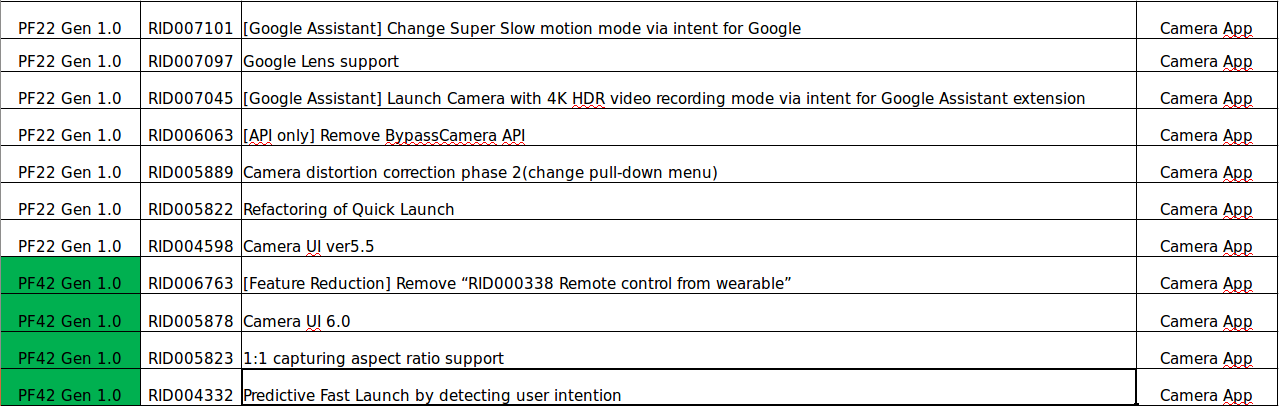 PF22 Gen 1.0 RID007101 [Google Assistant] Change Super Slow motion mode via intent for Google Camera App
PF22 Gen 1.0 RID007097 Google Lens support Camera App
PF22 Gen 1.0 RID007045 [Google Assistant] Launch Camera with 4K HDR video recording mode via intent for Google Assistant extension Camera App
PF22 Gen 1.0 RID006063 [API only] Remove BypassCamera API Camera App
PF22 Gen 1.0 RID005889 Camera distortion correction phase 2(change pull-down menu) Camera App
PF22 Gen 1.0 RID005822 Refactoring of Quick Launch Camera App
PF22 Gen 1.0 RID004598 Camera UI ver5.5 Camera App
PF42 Gen 1.0 RID006763 [Feature Reduction] Remove “RID000338 Remote control from wearable” Camera App
PF42 Gen 1.0 RID005878 Camera UI 6.0 Camera App
PF42 Gen 1.0 RID005823 1:1 capturing aspect ratio support Camera App
PF42 Gen 1.0 RID004332 Predictive Fast Launch by detecting user intention Camera App